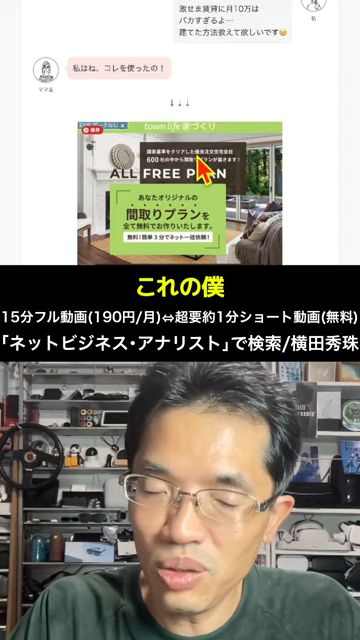 激せま賃貸に月10万は
バカすぎるよ…
建てた方法教えて欲しいです😂
私
私はね、コレを使ったの！
ママ友
↓↓↓
保存
town life 家づくり
国家基準をクリアした優良注文住宅会社
600社の中から間取りプランが届きます！
ALL FREE PLAN
あなたオリジナルの
間取りプランを
全て無料でお作りいたします。
無料！簡単3分でネット一括依頼！
これの僕
15分フル動画(190円/月)⇔超要約1分ショート動画(無料)
「ネットビジネス･アナリスト」で検索/横田秀珠